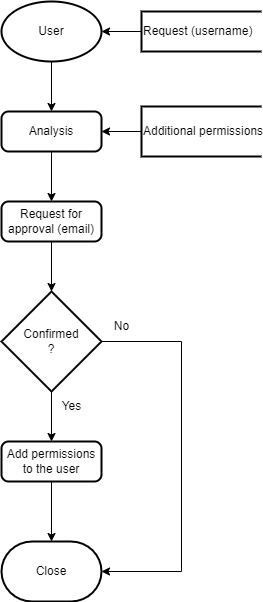 User
Request (username)
Analysis
Additional permissions
Request for
approval (email)
Confirmed
?
No
Yes
Add permissions
to the user
Close